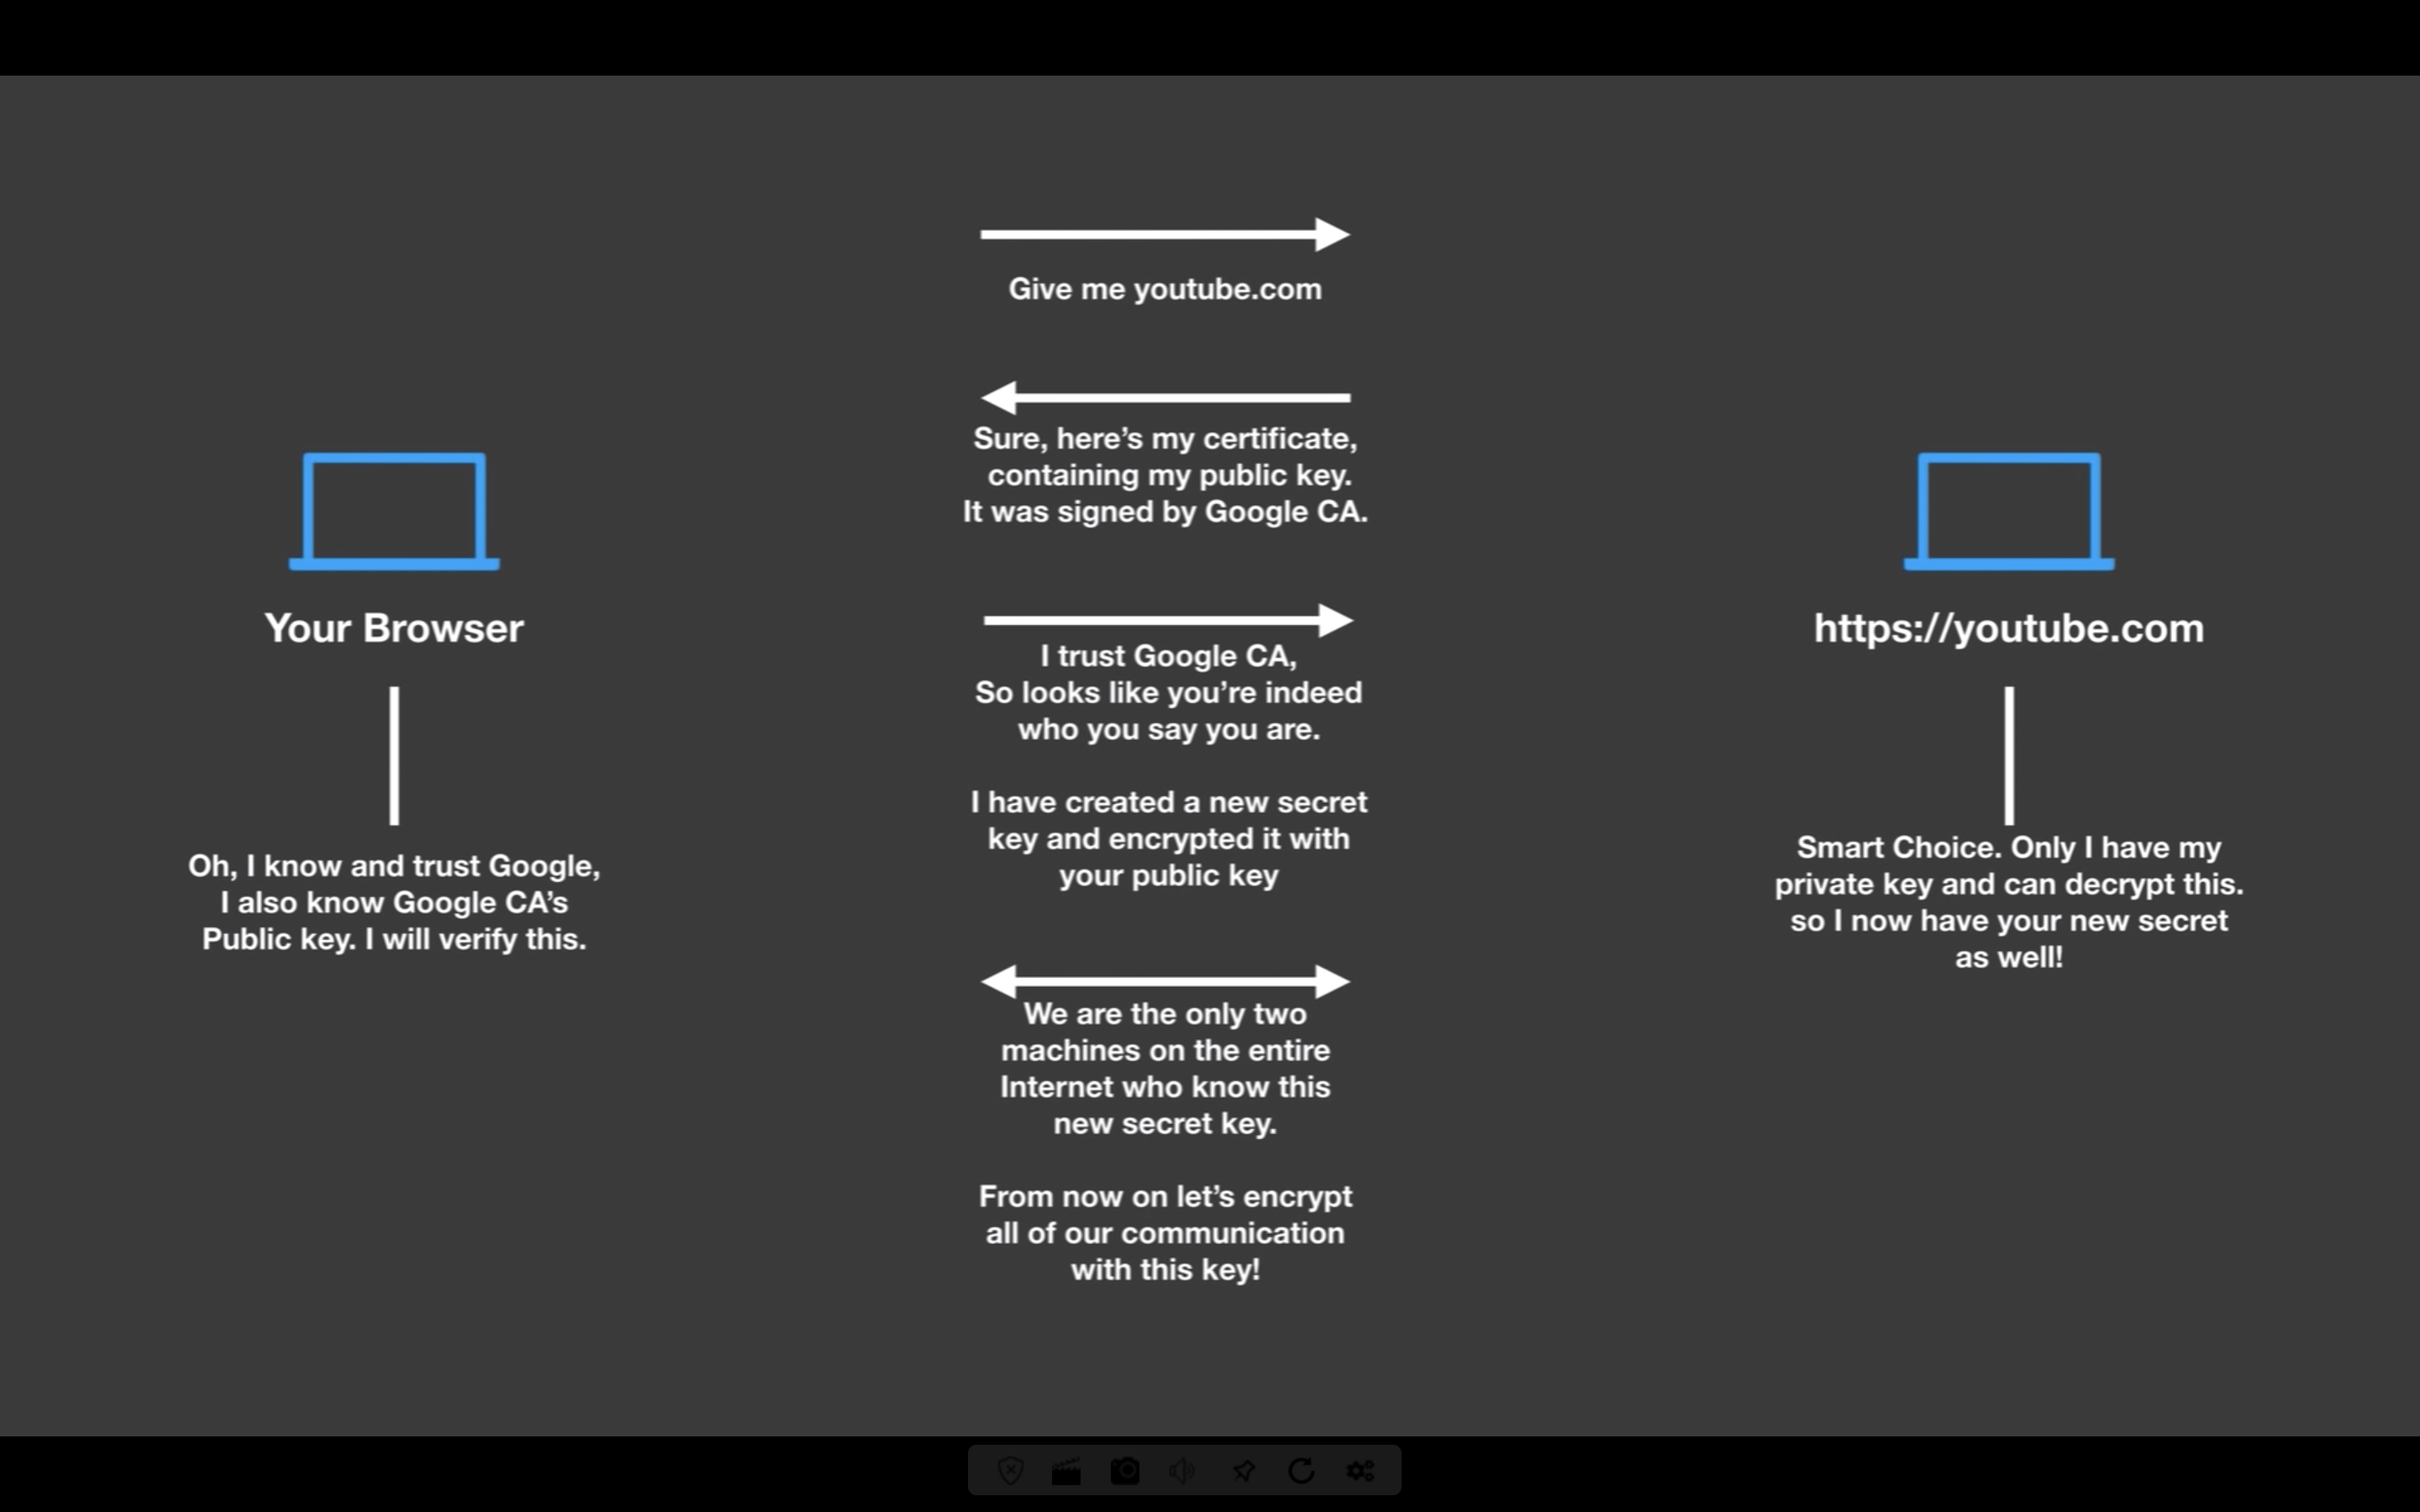 Give me youtube.com
Sure, here’s my certificate,
containing my public key.
It was signed by Google CA.
Your Browser
https://youtube.com
I trust Google CA,
So looks like you’re indeed
who you say you are.
I have created a new secret
key and encrypted it with
your public key
Oh, I know and trust Google,
I also know Google CA’s
Public key. I will verify this.
Smart Choice. Only I have my
private key and can decrypt this.
so I now have your new secret
as well!
We are the only two
machines on the entire
Internet who know this
new secret key.
From now on let’s encrypt
all of our communication
with this key!